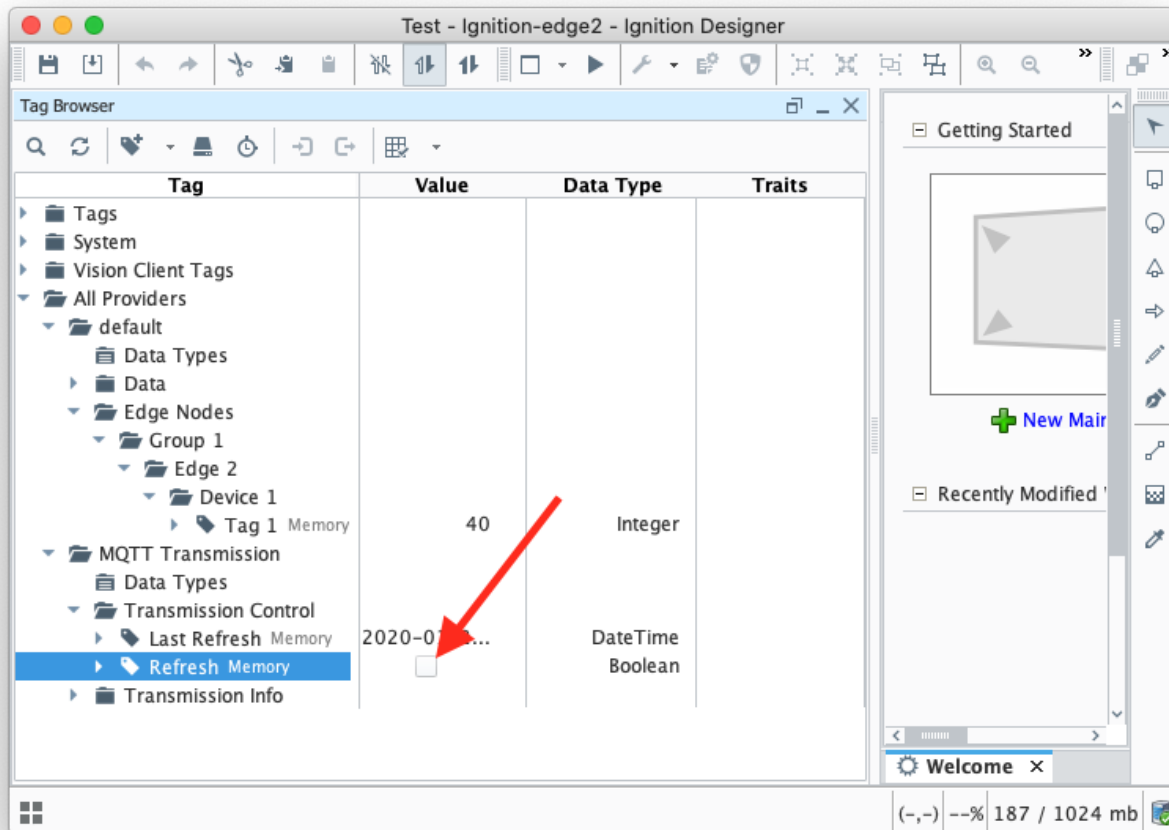 Test - Ignition-edge2 - Ignition Designer
Tag Browser
Tag Value Data Type Traits
Tags
System
Vision Client Tags
All Providers
default
Data Types
Data
Edge Nodes
Group 1
Edge 2
Device 1
Tag 1 Memory 40 Integer
MQTT Transmission
Data Types
Transmission Control
Last Refresh Memory DateTime
Refresh Memory Boolean
Transmission Info
Getting Started
New Mair
Recently Modified
Welcome
(-,-) --% 187 / 1024 mb